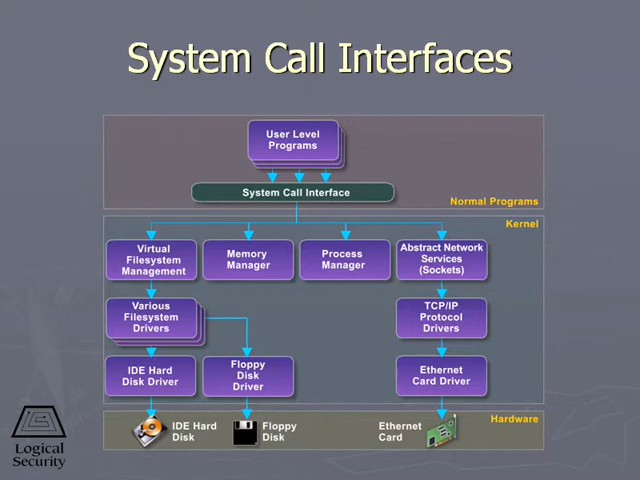 System Call Interfaces
User Level
Programs
System Call Interface
Normal Programs
Kernel
Virtual
Filesystem
Management
Memory
Manager
Process
Manager
Abstract Network
Services
(Sockets)
Various
Filesystem
Drivers
TCP/IP
Protocol
Drivers
IDE Hard
Disk Driver
Floppy
Disk
Driver
Ethernet
Card Driver
Hardware
IDE Hard
Disk
Floppy
Disk
Ethernet
Card
Logical
Security